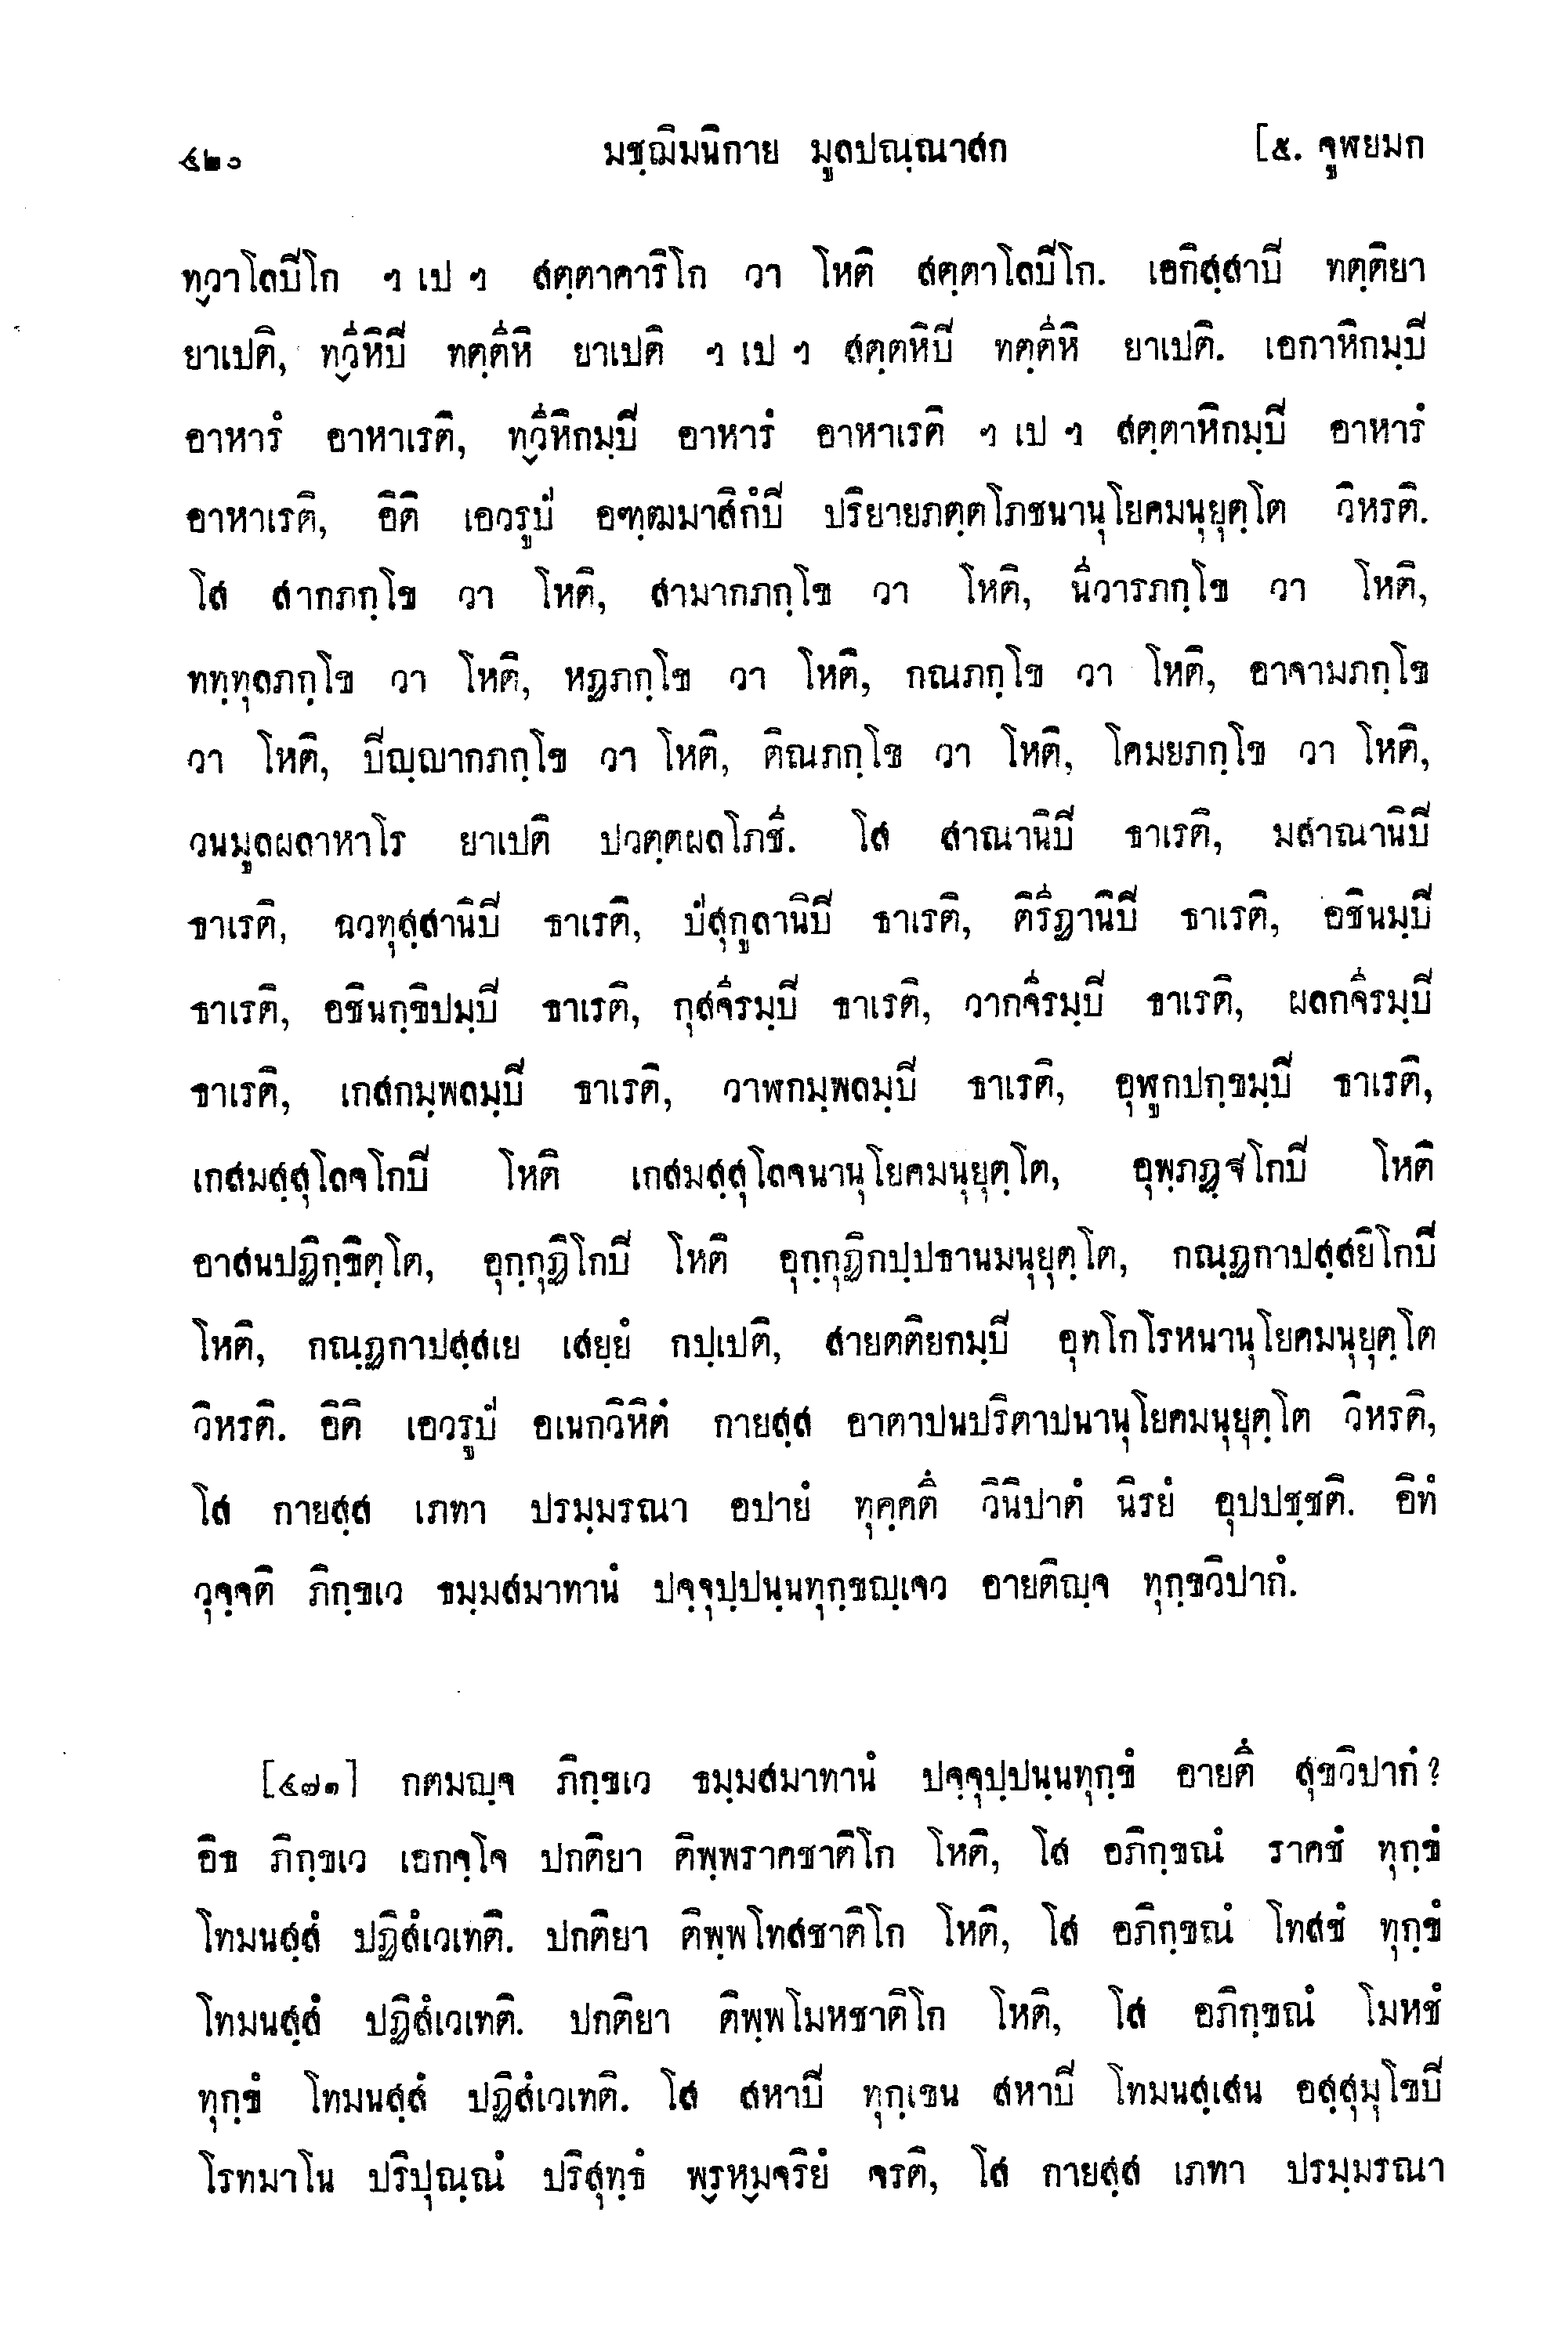 ๔๒๐ มชฺฌิมนิกาย มูลปณฺณาสก [๕. จูฬยมก
ทฺวาโลปิโก ฯ เป ฯ สตฺตาคาริโก วา โหติ สตฺตาโลปิโก. เอกิสฺสาปิ ทตฺติยา
ยาเปติ, ทฺวีหิปิ ทตฺตีหิ ยาเปติ ฯ เป ฯ สตฺตหิปิ ทตฺตีหิ ยาเปติ. เอกาหิกมฺปิ
อาหารํ อาหาเรติ, ทฺวีหิกมฺปิ อาหารํ อาหาเรติ ฯ เป ฯ สตฺตาหิกมฺปิ อาหารํ
อาหาเรติ, อิติ เอวรูปํ อฑฺฒมาสิกํปิ ปริยายภตฺตโภชนานุโยคมนุยุตฺโต วิหรติ.
โส สากภกฺโข วา โหติ, สามากภกฺโข วา โหติ, นีวารภกฺโข วา โหติ,
ททฺทุลภกฺโข วา โหติ, หฏภกฺโข วา โหติ, กณภกฺโข วา โหติ, อาจามภกฺโข
วา โหติ, ปิญฺญากภกฺโข วา โหติ, ติณภกฺโข วา โหติ, โคมยภกฺโข วา โหติ,
วนมูลผลาหาโร ยาเปติ ปวตฺตผลโภชี. โส สาณานิปิ ธาเรติ, มสาณานิปิ
ธาเรติ, ฉวทุสฺสานิปิ ธาเรติ, ปํสุกูลานิปิ ธาเรติ, ติรีฏานิปิ ธาเรติ, อชินมฺปิ
ธาเรติ, อชินกฺขิปมฺปิ ธาเรติ, กุสจีรมฺปิ ธาเรติ, วากจีรมฺปิ ธาเรติ, ผลกจีรมฺปิ
ธาเรติ, เกสกมฺพลมฺปิ ธาเรติ, วาฬกมฺพลมฺปิ ธาเรติ, อุฬูกปกฺขมฺปิ ธาเรติ,
เกสมสฺสุโลจโกปิ โหติ เกสมสฺสุโลจนานุโยคมนุยุตฺโต, อุพฺภฏฺฐโกปิ โหติ
อาสนปฏิกฺขิตฺโต, อุกฺกุฏิโกปิ โหติ อุกฺกุฏิกปฺปธานมนุยุตฺโต, กณฺฏกาปสฺสยิโกปิ
โหติ, กณฺฏกาปสฺสเย เสยฺยํ กปฺเปติ, สายตติยกมฺปิ อุทโกโรหนานุโยคมนุยุตฺโต
วิหรติ. อิติ เอวรูปํ อเนกวิหิตํ กายสฺส อาตาปนปริตาปนานุโยคมนุยุตฺโต วิหรติ,
โส กายสฺส เภทา ปรมฺมรณา อปายํ ทุคฺคตึ วินิปาตํ นิรยํ อุปปชฺชติ. อิทํ
วุจฺจติ ภิกฺขเว ธมฺมสมาทานํ ปจฺจุปฺปนฺนทุกฺขญฺเจว อายติญฺจ ทุกฺขวิปากํ.
[๔๗๑] กตมญฺจ ภิกฺขเว ธมฺมสมาทานํ ปจฺจุปฺปนฺนทุกฺขํ อายตึ สุขวิปากํ?
อิธ ภิกฺขเว เอกจฺโจ ปกติยา ติพฺพราคชาติโก โหติ, โส อภิกฺขณํ ราคชํ ทุกฺขํ
โทมนสฺสํ ปฏิสํเวเทติ. ปกติยา ติพฺพโทสชาติโก โหติ, โส อภิกฺขณํ โทสชํ ทุกฺขํ
โทมนสฺสํ ปฏิสํเวเทติ. ปกติยา ติพฺพโมหชาติโก โหติ, โส อภิกฺขณํ โมหชํ
ทุกฺขํ โทมนสฺสํ ปฏิสํเวเทติ. โส สหาปิ ทุกฺเขน สหาปิ โทมนสฺเสน อสฺสุมุโขปิ
โรทมาโน ปริปุณฺณํ ปริสุทฺธํ พฺรหฺมจริยํ จรติ, โส กายสฺส เภทา ปรมฺมรณา